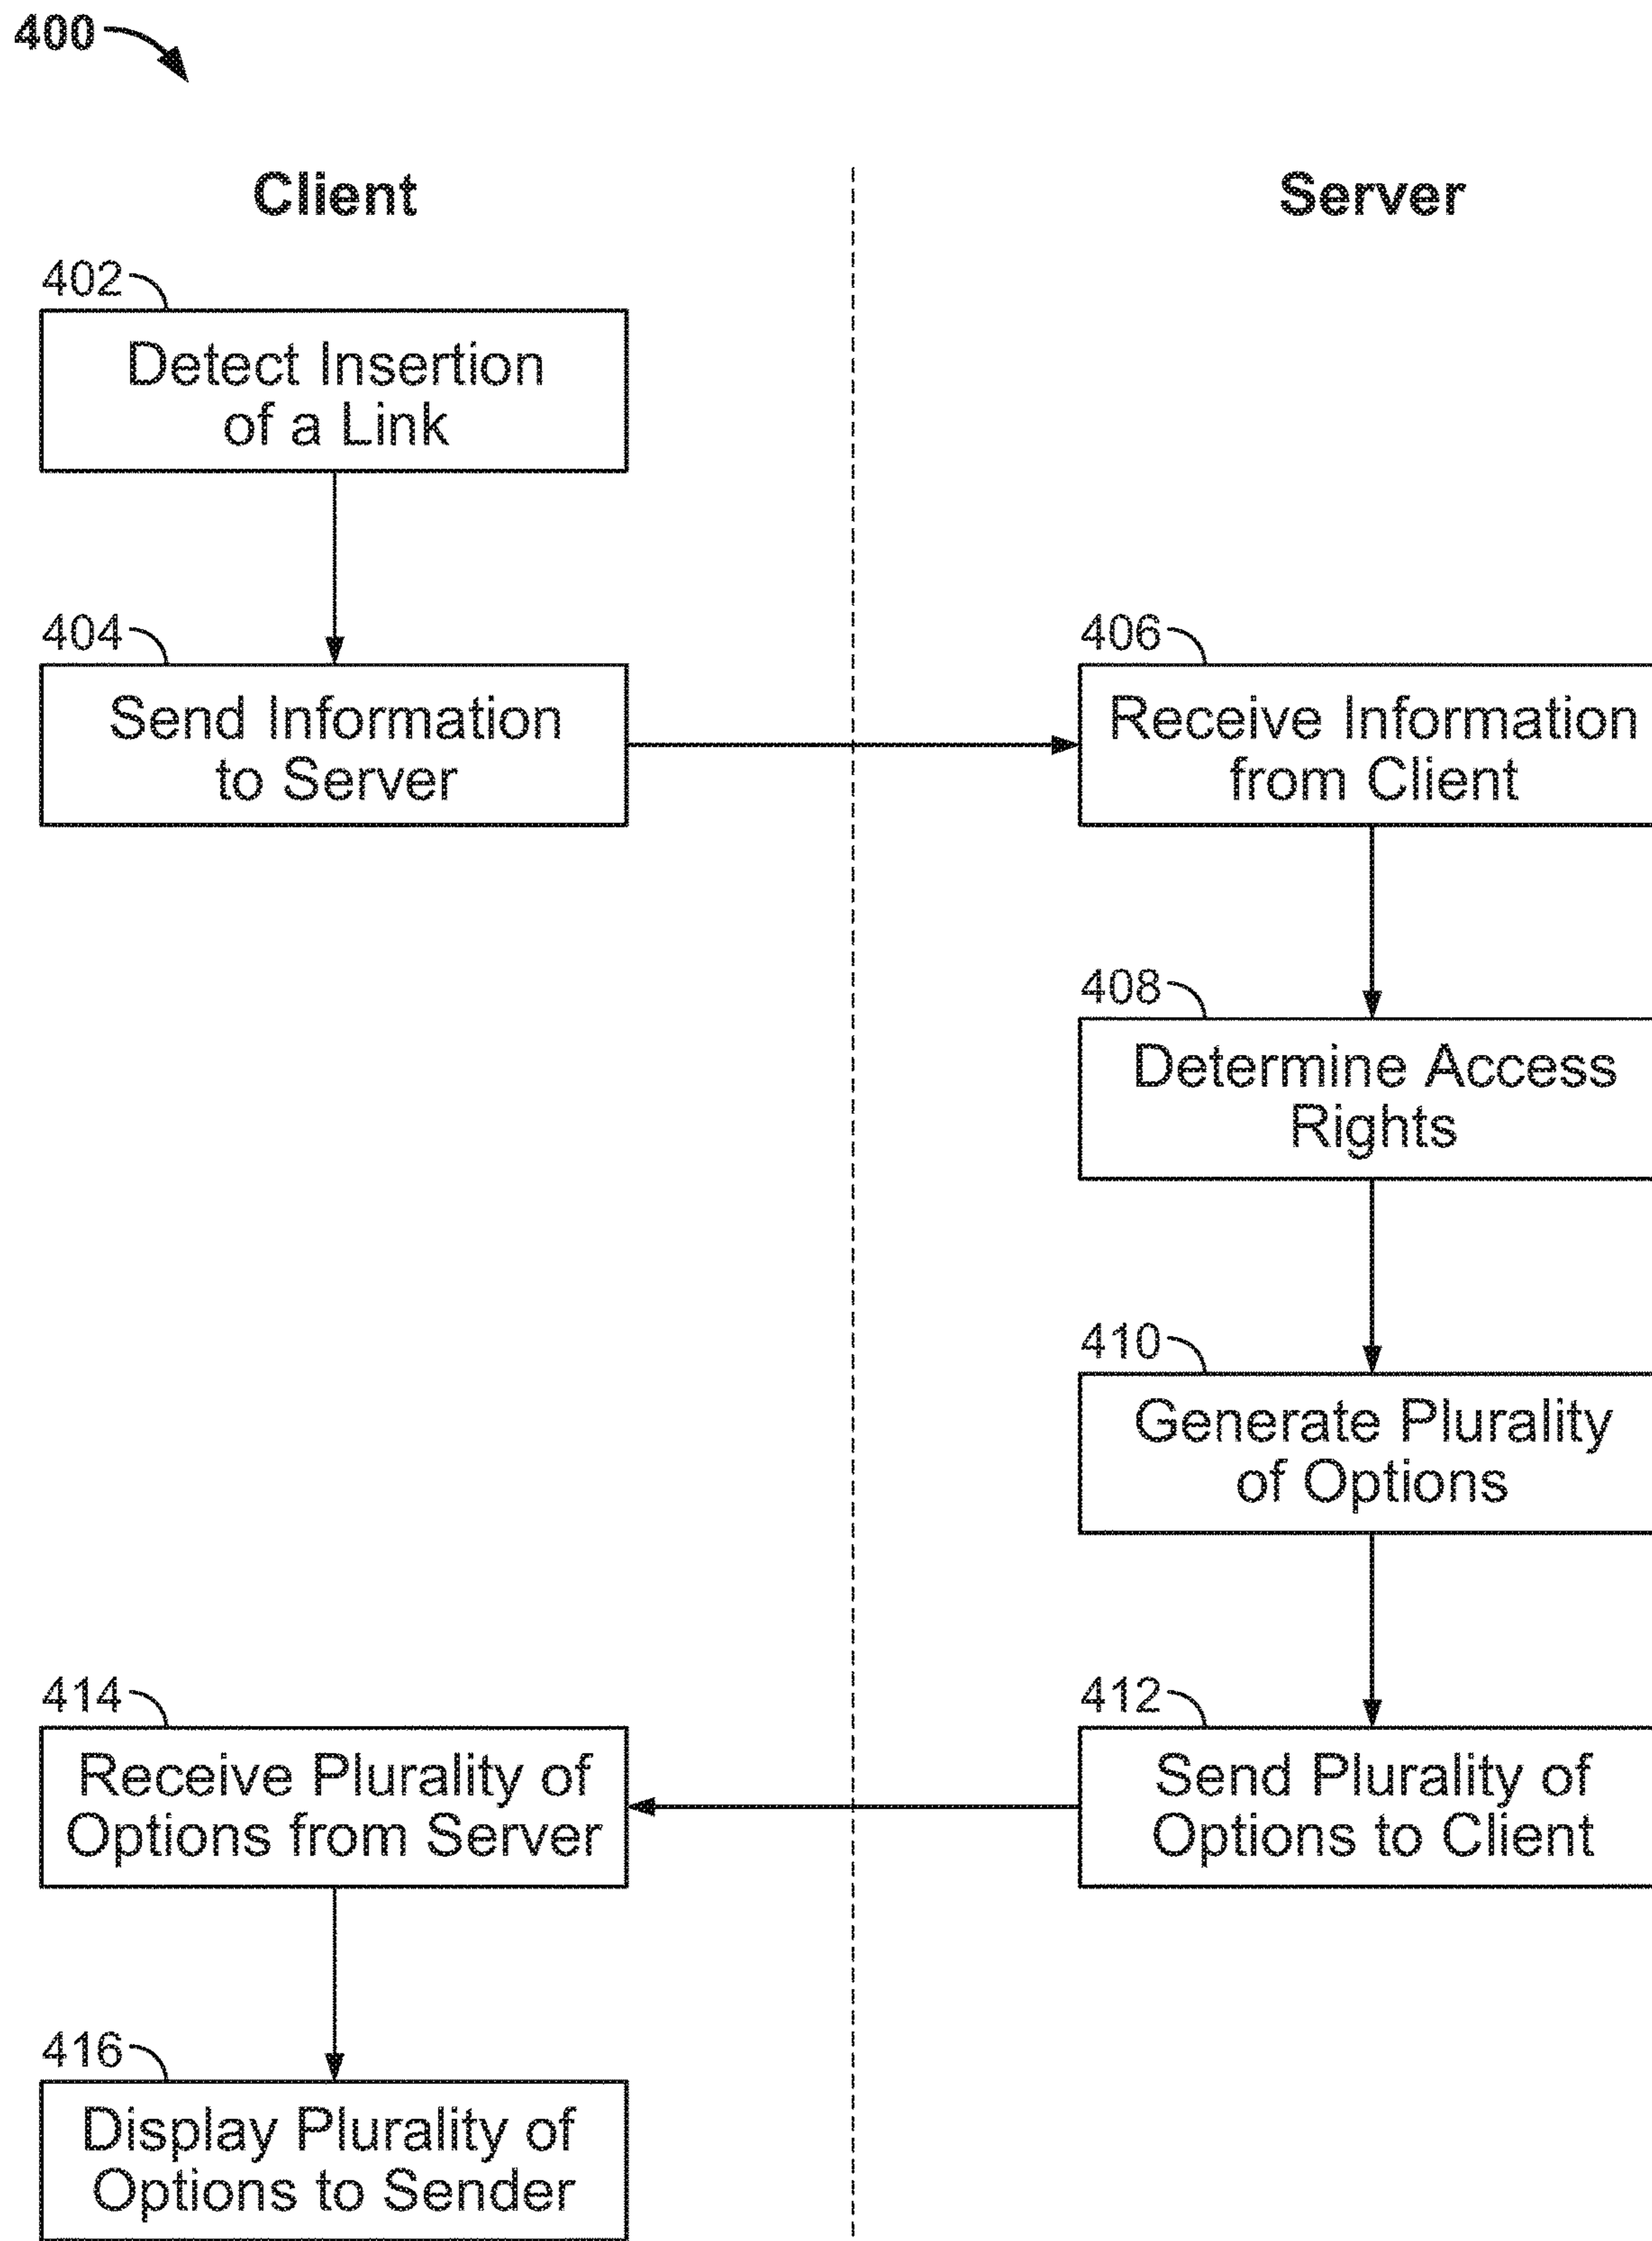 400
Client
Server
402
Detect Insertion
of a Link
404
Send Information
to Server
406
Receive Information
from Client
408
Determine Access
Rights
410
Generate Plurality
of Options
412
Send Plurality of
Options to Client
414
Receive Plurality of
Options from Server
416
Display Plurality of
Options to Sender